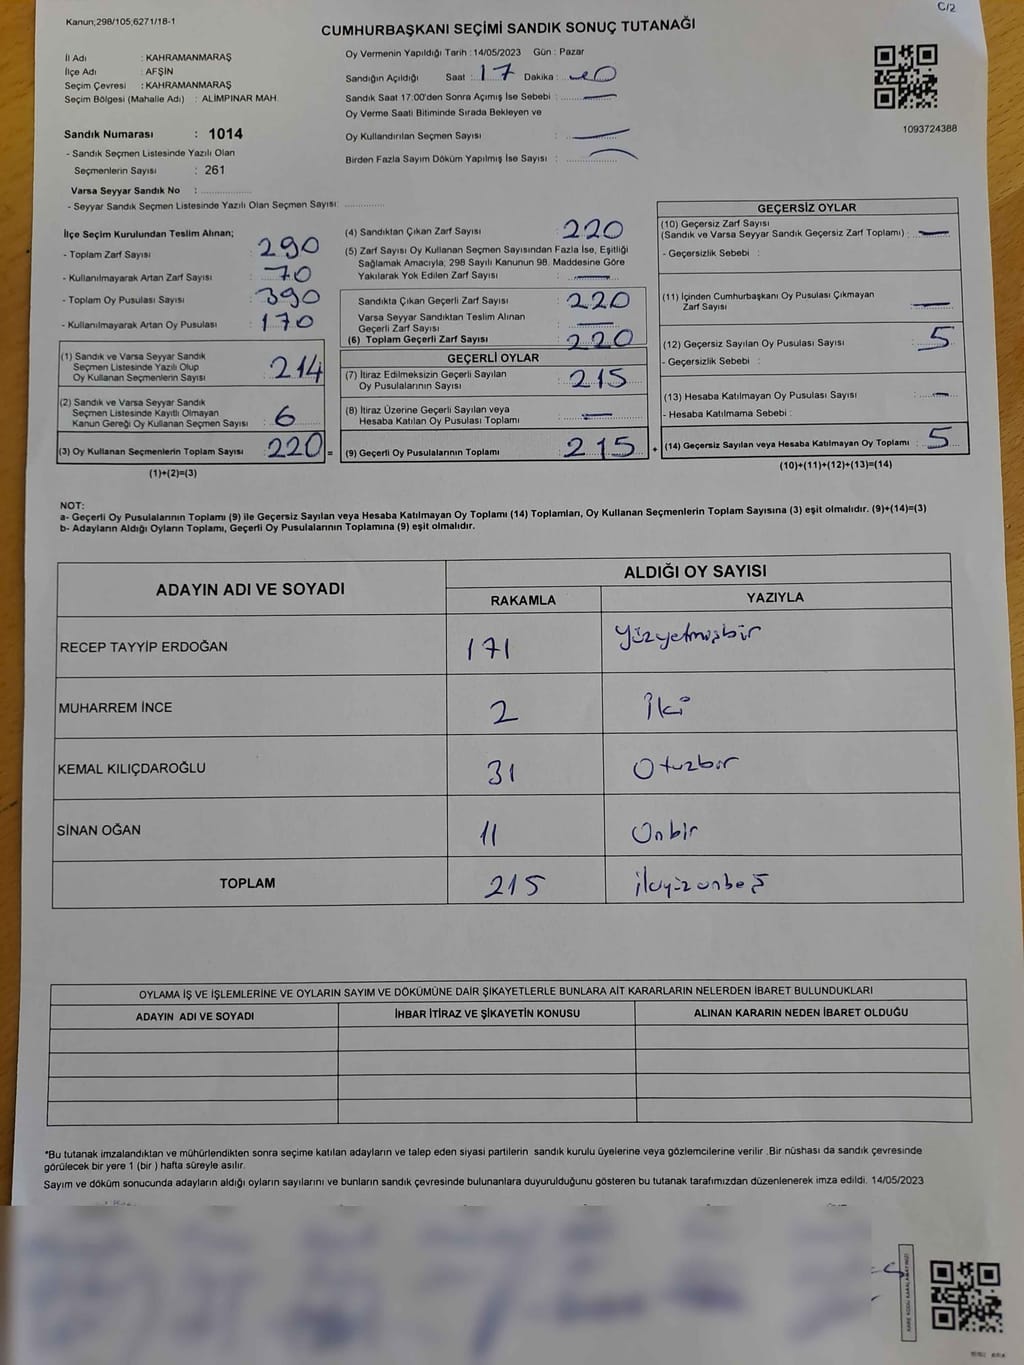 Kanun;298/105,6271/18-1
C/2
CUMHURBAŞKANI SEÇİMİ SANDIK SONUÇ TUTANAĞI
İl Adı : KAHRAMANMARAŞ
İlçe Adı : AFŞİN
Seçim Çevresi : KAHRAMANMARAŞ
Seçim Bölgesi (Mahalle Adı) : ALİMPINAR MAH.
Sandık Numarası : 1014
- Sandık Seçmen Listesinde Yazılı Olan
Seçmenlerin Sayısı : 261
Varsa Seyyar Sandık No :
- Seyyar Sandık Seçmen Listesinde Yazılı Olan Seçmen Sayısı:
Oy Vermenin Yapıldığı Tarih : 14/05/2023 Gün : Pazar
Sandığın Açıldığı Saat : 17 Dakika :
Sandık Saat 17:00'den Sonra Açımış İse Sebebi : —
Oy Verme Saati Bitiminde Sırada Bekleyen ve
Oy Kullandırılan Seçmen Sayısı : —
Birden Fazla Sayım Döküm Yapılmış İse Sayısı : —
1093724388
İlçe Seçim Kurulundan Teslim Alınan;
- Toplam Zarf Sayısı : 290
- Kullanılmayarak Artan Zarf Sayısı : 70
- Toplam Oy Pusulası Sayısı : 390
- Kullanılmayarak Artan Oy Pusulası : 170
(1) Sandık ve Varsa Seyyar Sandık
Seçmen Listesinde Yazılı Olup
Oy Kullanan Seçmenlerin Sayısı : 214
(2) Sandık ve Varsa Seyyar Sandık
Seçmen Listesinde Kayıtlı Olmayan
Kanun Gereği Oy Kullanan Seçmen Sayısı : 6
(3) Oy Kullanan Seçmenlerin Toplam Sayısı : 220 =
(1)+(2)=(3)
(4) Sandıktan Çıkan Zarf Sayısı : 220
(5) Zarf Sayısı Oy Kullanan Seçmen Sayısından Fazla İse, Eşitliği
Sağlamak Amacıyla; 298 Sayılı Kanunun 98. Maddesine Göre
Yakılarak Yok Edilen Zarf Sayısı : —
Sandıkta Çıkan Geçerli Zarf Sayısı : 220
Varsa Seyyar Sandıktan Teslim Alınan
Geçerli Zarf Sayısı : —
(6) Toplam Geçerli Zarf Sayısı : 220
GEÇERLİ OYLAR
(7) İtiraz Edilmeksizin Geçerli Sayılan
Oy Pusulalarının Sayısı : 215
(8) İtiraz Üzerine Geçerli Sayılan veya
Hesaba Katılan Oy Pusulası Toplamı : —
(9) Geçerli Oy Pusulalarının Toplamı : 215 +
GEÇERSİZ OYLAR
(10) Geçersiz Zarf Sayısı
(Sandık ve Varsa Seyyar Sandık Geçersiz Zarf Toplamı) : —
- Geçersizlik Sebebi :
(11) İçinden Cumhurbaşkanı Oy Pusulası Çıkmayan
Zarf Sayısı : —
(12) Geçersiz Sayılan Oy Pusulası Sayısı : 5
- Geçersizlik Sebebi :
(13) Hesaba Katılmayan Oy Pusulası Sayısı : —
- Hesaba Katılmama Sebebi :
(14) Geçersiz Sayılan veya Hesaba Katılmayan Oy Toplamı : 5
(10)+(11)+(12)+(13)=(14)
NOT:
a- Geçerli Oy Pusulalarının Toplamı (9) ile Geçersiz Sayılan veya Hesaba Katılmayan Oy Toplamı (14) Toplamları, Oy Kullanan Seçmenlerin Toplam Sayısına (3) eşit olmalıdır. (9)+(14)=(3)
b- Adayların Aldığı Oyların Toplamı, Geçerli Oy Pusulalarının Toplamına (9) eşit olmalıdır.
ADAYIN ADI VE SOYADI
ALDIĞI OY SAYISI
RAKAMLA YAZIYLA
RECEP TAYYİP ERDOĞAN 171 Yüzyetmişbir
MUHARREM İNCE 2 İki
KEMAL KILIÇDAROĞLU 31 Otuzbir
SİNAN OĞAN 11 Onbir
TOPLAM 215 ikiyüzonbeş
OYLAMA İŞ VE İŞLEMLERİNE VE OYLARIN SAYIM VE DÖKÜMÜNE DAİR ŞİKAYETLERLE BUNLARA AİT KARARLARIN NELERDEN İBARET BULUNDUKLARI
ADAYIN ADI VE SOYADI İHBAR İTİRAZ VE ŞİKAYETİN KONUSU ALINAN KARARIN NEDEN İBARET OLDUĞU
*Bu tutanak imzalandıktan ve mühürlendikten sonra seçime katılan adayların ve talep eden siyasi partilerin sandık kurulu üyelerine veya gözlemcilerine verilir .Bir nüshası da sandık çevresinde
görülecek bir yere 1 (bir ) hafta süreyle asılır.
Sayım ve döküm sonucunda adayların aldığı oyların sayılarını ve bunların sandık çevresinde bulunanlara duyurulduğunu gösteren bu tutanak tarafımızdan düzenlenerek imza edildi. 14/05/2023
KARE KODU KARALAMAYINIZ!